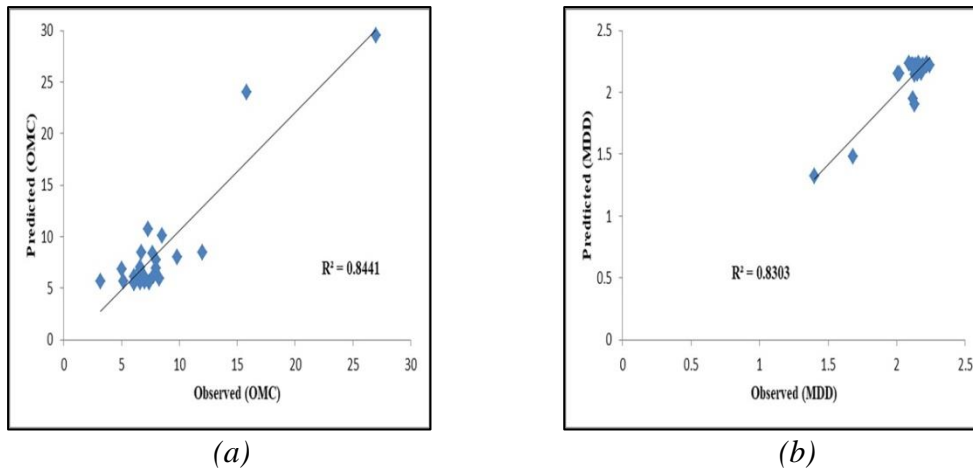 30
25
20
15
10
5
0
Predicted (OMC)
R² = 0.8441
0 5 10 15 20 25 30
Observed (OMC)
(a)
2.5
2
1.5
1
0.5
0
Predticted (MDD)
R² = 0.8303
0 0.5 1 1.5 2 2.5
Observed (MDD)
(b)